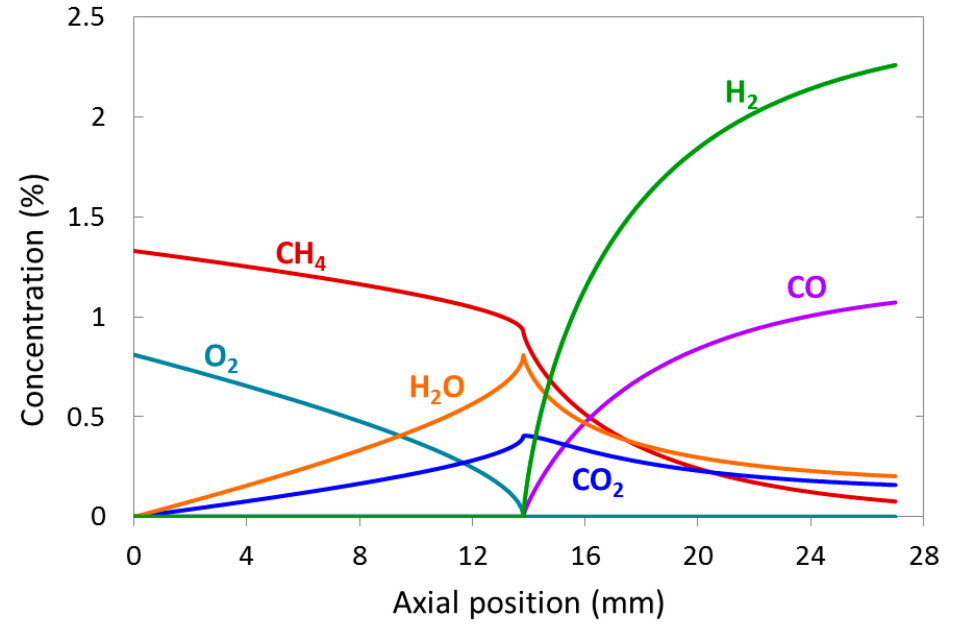 2.5
2
1.5
1
0.5
0
0 4 8 12 16 20 24 28
Concentration (%)
Axial position (mm)
CH₄
O₂
H₂O
CO₂
H₂
CO